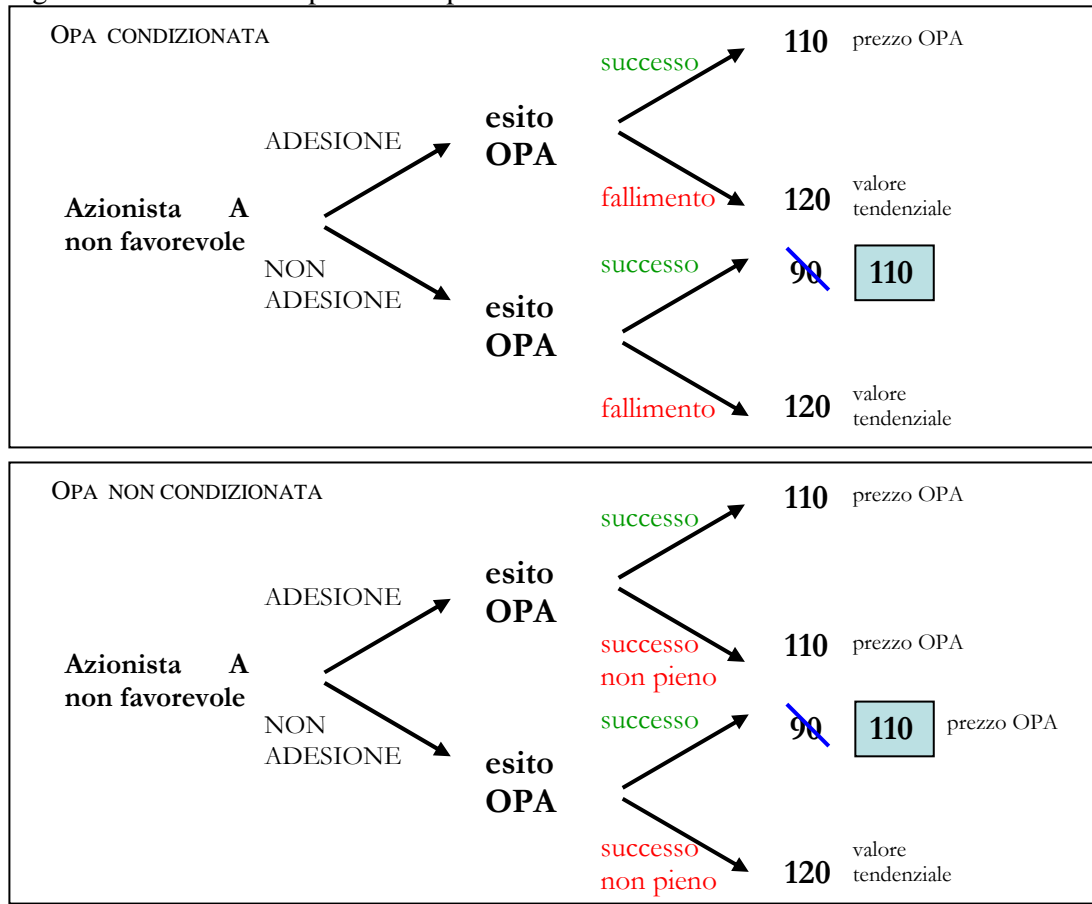 OPA CONDIZIONATA
110 prezzo OPA
successo
esito
OPA
ADESIONE
fallimento
120 valore
tendenziale
Azionista A
non favorevole
successo
90 110
NON
ADESIONE
esito
OPA
fallimento
120 valore
tendenziale
OPA NON CONDIZIONATA
110 prezzo OPA
successo
esito
OPA
ADESIONE
successo
non pieno
110 prezzo OPA
Azionista A
non favorevole
successo
90 110 prezzo OPA
NON
ADESIONE
esito
OPA
successo
non pieno
120 valore
tendenziale